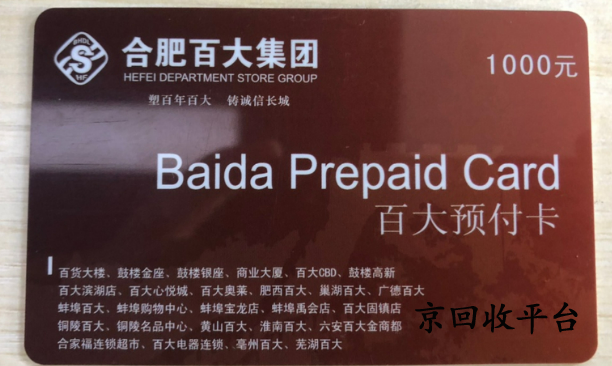 BHDL
S
HF
合肥百大集团
HEFEI DEPARTMENT STORE GROUP
1000元
塑百年百大 铸诚信长城
Baida Prepaid Card
百大预付卡
百货大楼、鼓楼金座、鼓楼银座、商业大厦、百大CBD、鼓楼高新
百大滨湖店、百大心悦城、百大奥莱、肥西百大、巢湖百大、广德百大
蚌埠百大、蚌埠购物中心、蚌埠宝龙店、蚌埠禹会店、百大固镇店
铜陵百大、铜陵名品中心、黄山百大、淮南百大、六安百大金商都
合家福连锁超市、百大电器连锁、亳州百大、芜湖百大
京回收平台